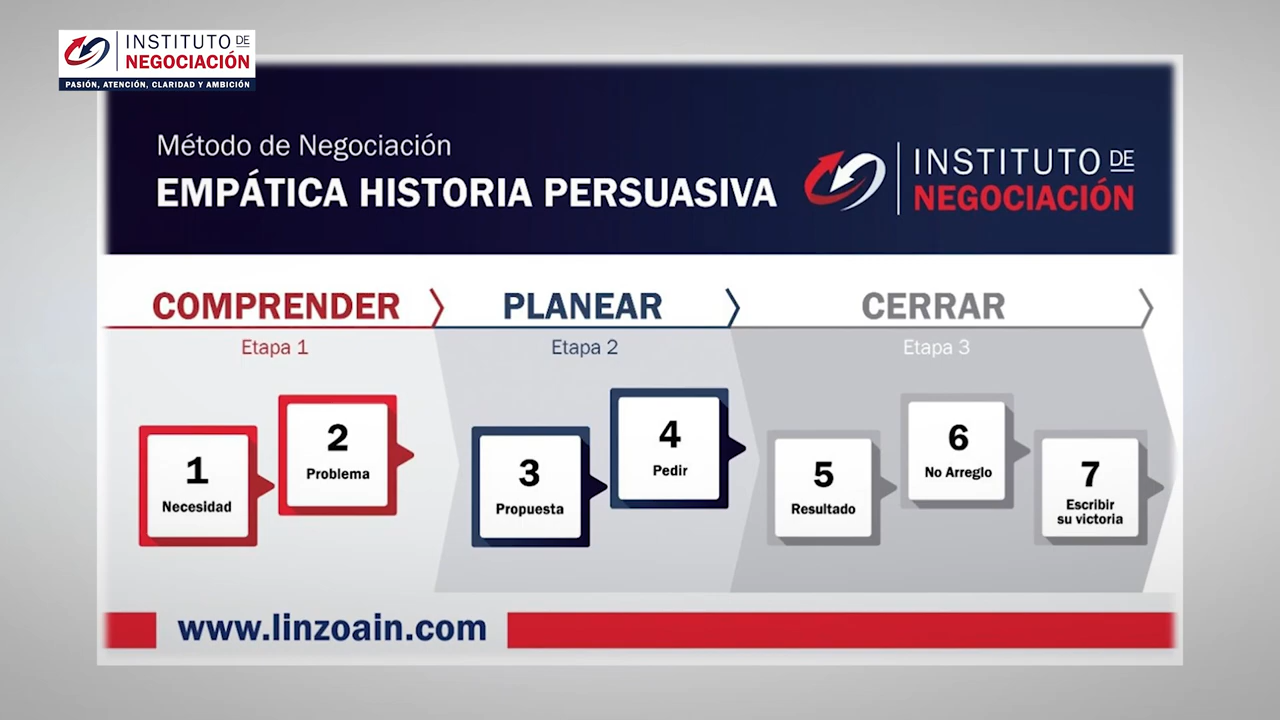 INSTITUTO DE
NEGOCIACIÓN
PASIÓN, ATENCIÓN, CLARIDAD Y AMBICIÓN
Método de Negociación
EMPÁTICA HISTORIA PERSUASIVA
INSTITUTO DE
NEGOCIACIÓN
COMPRENDER
PLANEAR
CERRAR
Etapa 1
Etapa 2
Etapa 3
1
Necesidad
2
Problema
3
Propuesta
4
Pedir
5
Resultado
6
No Arreglo
7
Escribir
su victoria
www.linzoain.com